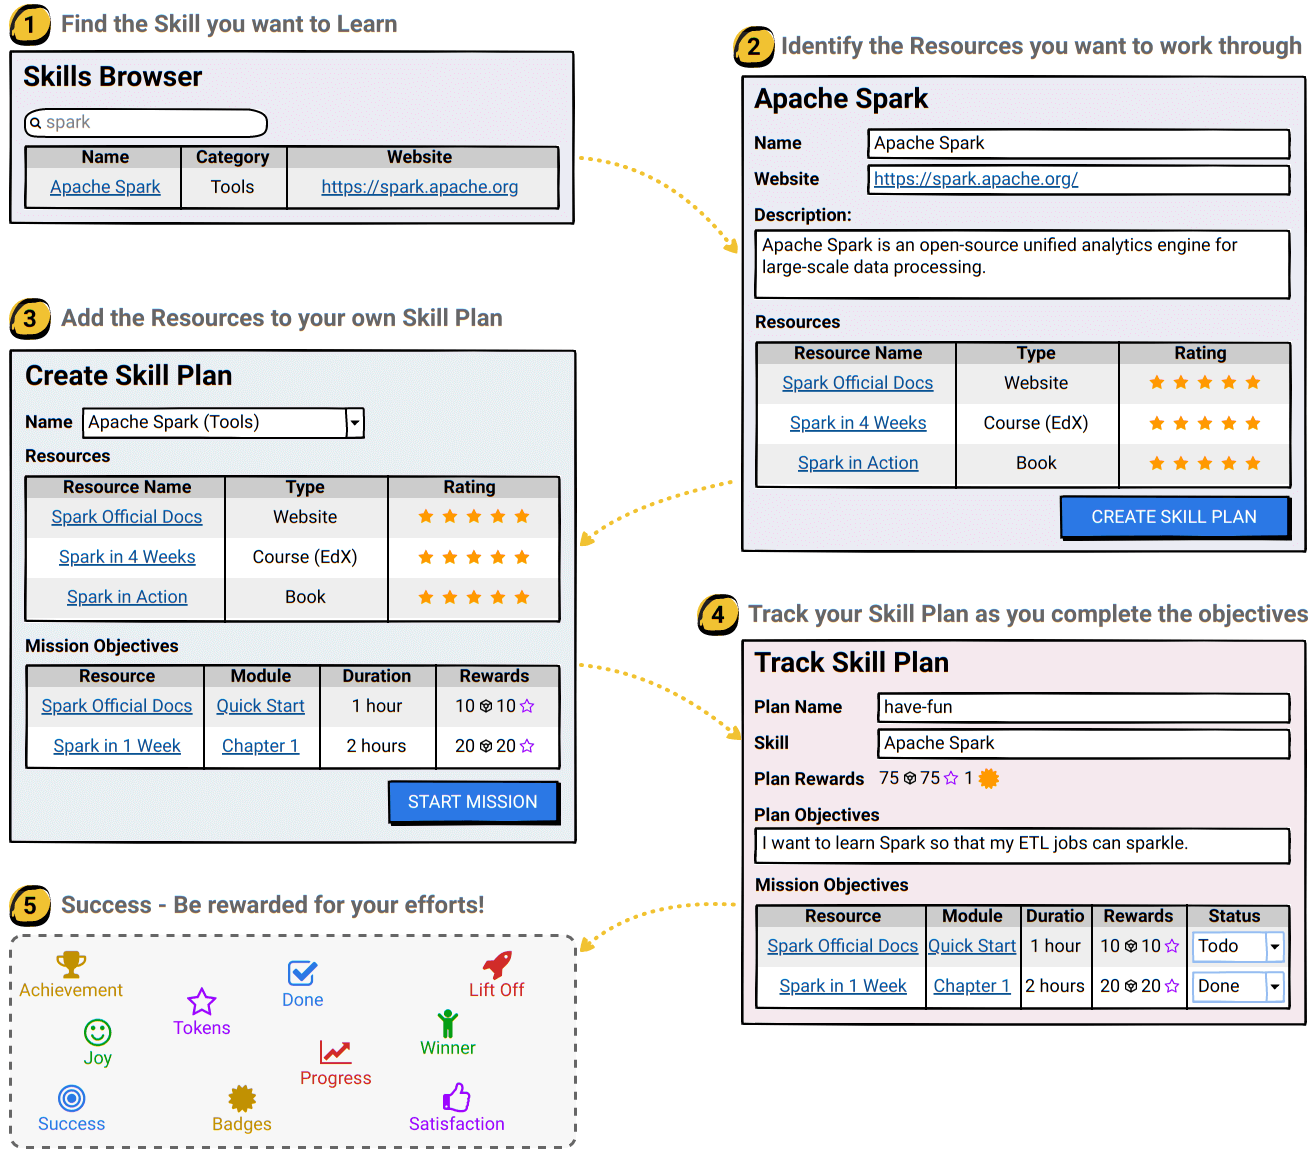 1 Find the Skill you want to Learn
Skills Browser
spark
Name Category Website
Apache Spark Tools https://spark.apache.org
2 Identify the Resources you want to work through
Apache Spark
Name Apache Spark
Website https://spark.apache.org/
Description:
Apache Spark is an open-source unified analytics engine for
large-scale data processing.
Resources
Resource Name Type Rating
Spark Official Docs Website
Spark in 4 Weeks Course (EdX)
Spark in Action Book
CREATE SKILL PLAN
3 Add the Resources to your own Skill Plan
Create Skill Plan
Name Apache Spark (Tools)
Resources
Resource Name Type Rating
Spark Official Docs Website
Spark in 4 Weeks Course (EdX)
Spark in Action Book
Mission Objectives
Resource Module Duration Rewards
Spark Official Docs Quick Start 1 hour 10 10
Spark in 1 Week Chapter 1 2 hours 20 20
START MISSION
4 Track your Skill Plan as you complete the objectives
Track Skill Plan
Plan Name have-fun
Skill Apache Spark
Plan Rewards 75 75 1
Plan Objectives
I want to learn Spark so that my ETL jobs can sparkle.
Mission Objectives
Resource Module Duratio Rewards Status
Spark Official Docs Quick Start 1 hour 10 10 Todo
Spark in 1 Week Chapter 1 2 hours 20 20 Done
5 Success - Be rewarded for your efforts!
Achievement
Tokens
Done
Lift Off
Joy
Progress
Winner
Success
Badges
Satisfaction